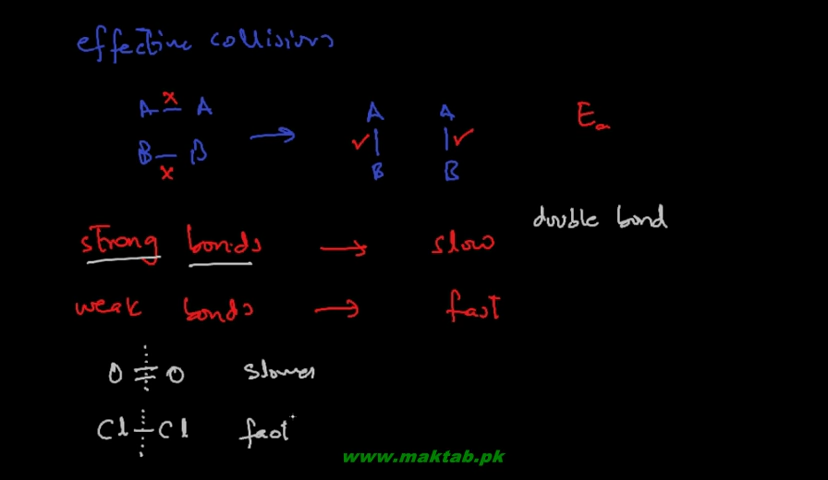 effective collisions
A — A → A A Ea
B — B B B
double bond
strong bonds → slow
weak bonds → fast
O = O slower
Cl — Cl fast
www.maktab.pk